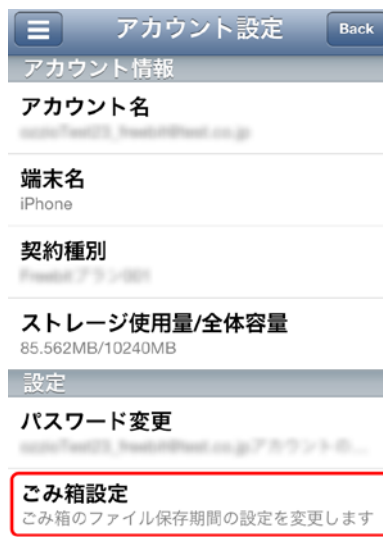 アカウント設定
Back
アカウント情報
アカウント名
端末名
iPhone
契約種別
ストレージ使用量/全体容量
85.562MB/10240MB
設定
パスワード変更
ごみ箱設定
ごみ箱のファイル保存期間の設定を変更します